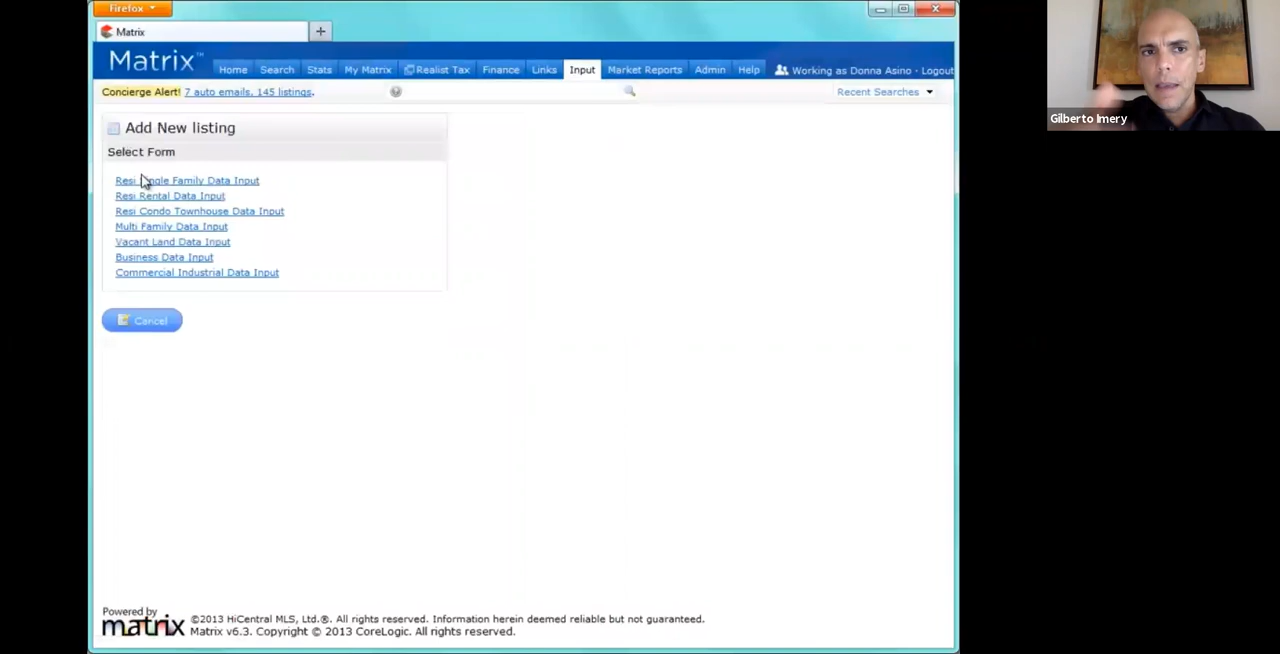 Firefox
Matrix
+
Matrix™
Home Search Stats My Matrix Realist Tax Finance Links Input Market Reports Admin Help Working as Donna Asino - Logout
Concierge Alert! 7 auto emails, 145 listings. Recent Searches
Add New listing
Select Form
Resi Family Data Input
Resi Rental Data Input
Resi Condo Townhouse Data Input
Multi Family Data Input
Vacant Land Data Input
Business Data Input
Commercial Industrial Data Input
Cancel
Powered by
matrix
©2013 HiCentral MLS, Ltd.®. All rights reserved. Information herein deemed reliable but not guaranteed.
Matrix v6.3. Copyright © 2013 CoreLogic. All rights reserved.
Gilberto Imery